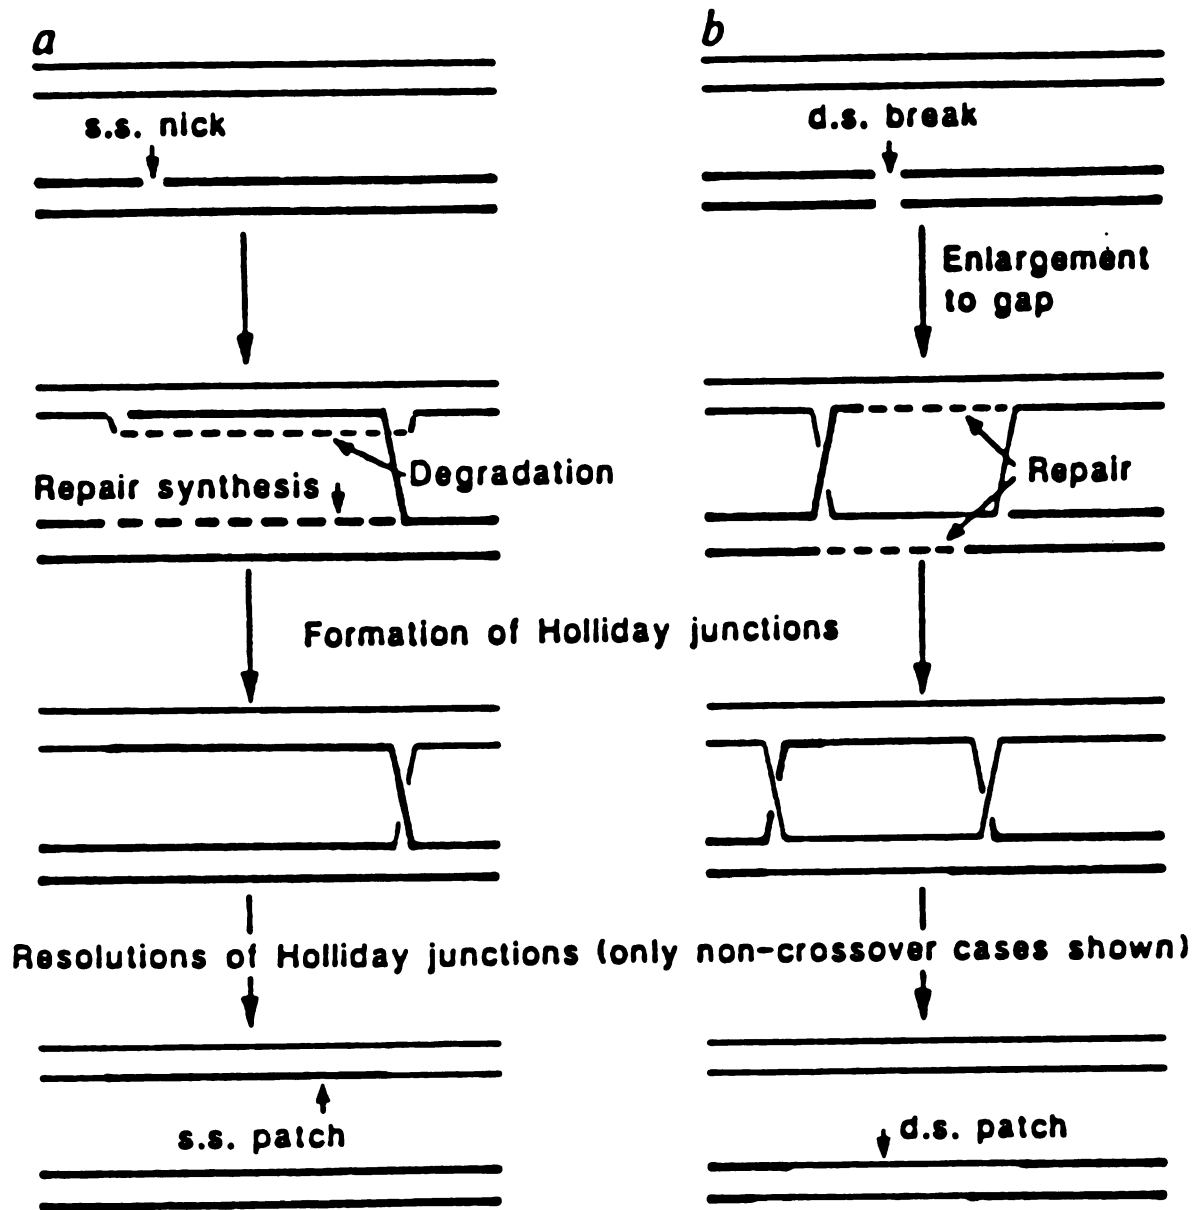 a
b
s.s. nick
d.s. break
Enlargement
to gap
Degradation
Repair synthesis
Repair
Formation of Holliday junctions
Resolutions of Holliday junctions (only non-crossover cases shown)
s.s. patch
d.s. patch